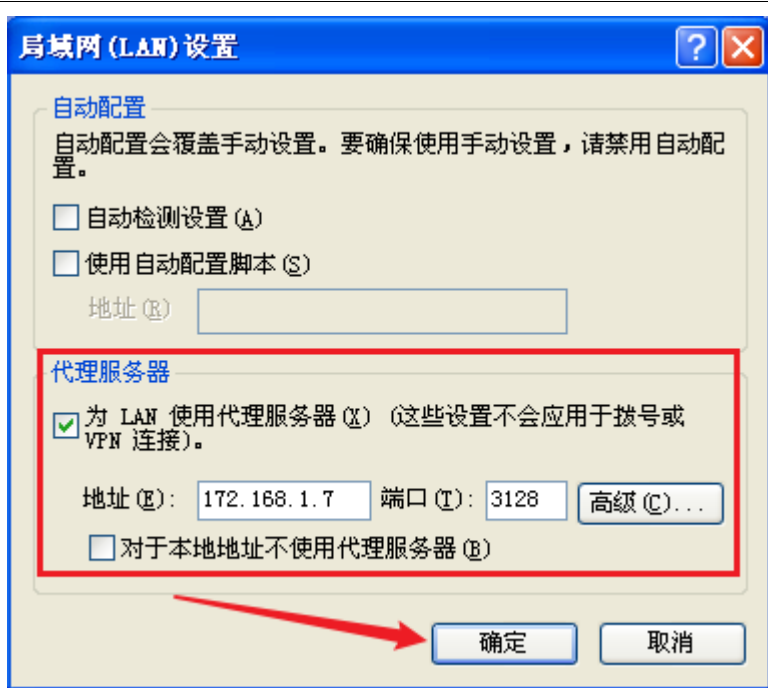 局域网(LAN)设置
自动配置
自动配置会覆盖手动设置。要确保使用手动设置，请禁用自动配
置。
自动检测设置(A)
使用自动配置脚本(S)
地址(R)
代理服务器
为 LAN 使用代理服务器(X) (这些设置不会应用于拨号或
VPN 连接)。
地址(E): 172.168.1.7 端口(T): 3128 高级(C)...
对于本地地址不使用代理服务器(B)
确定 取消